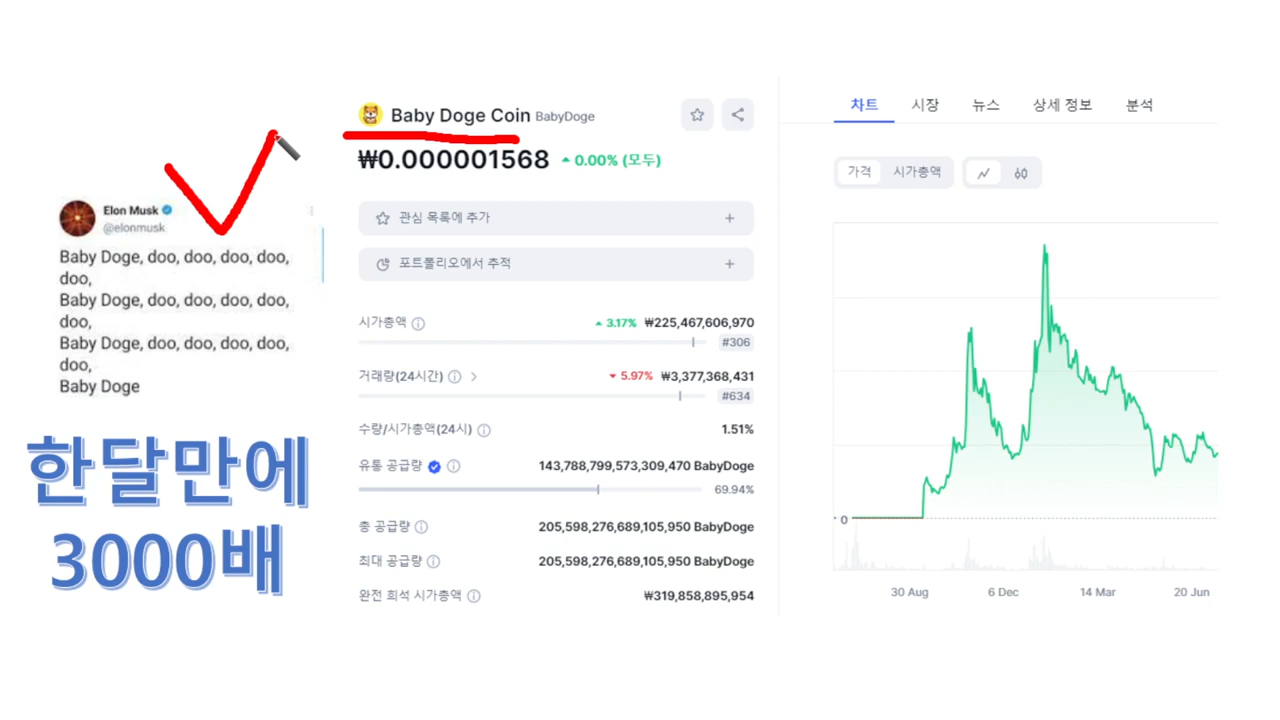 Elon Musk
@elonmusk
Baby Doge, doo, doo, doo, doo,
doo,
Baby Doge, doo, doo, doo, doo,
doo,
Baby Doge, doo, doo, doo, doo,
doo,
Baby Doge
한달만에
3000배
Baby Doge Coin BabyDoge
₩0.000001568 0.00% (모두)
관심 목록에 추가
포트폴리오에서 추적
시가총액 3.17% ₩225,467,606,970
#306
거래량(24시간) 5.97% ₩3,377,368,431
#634
수량/시가총액(24시) 1.51%
유통 공급량 143,788,799,573,309,470 BabyDoge
69.94%
총 공급량 205,598,276,689,105,950 BabyDoge
최대 공급량 205,598,276,689,105,950 BabyDoge
완전 희석 시가총액 ₩319,858,895,954
차트 시장 뉴스 상세 정보 분석
가격 시가총액
0
30 Aug 6 Dec 14 Mar 20 Jun